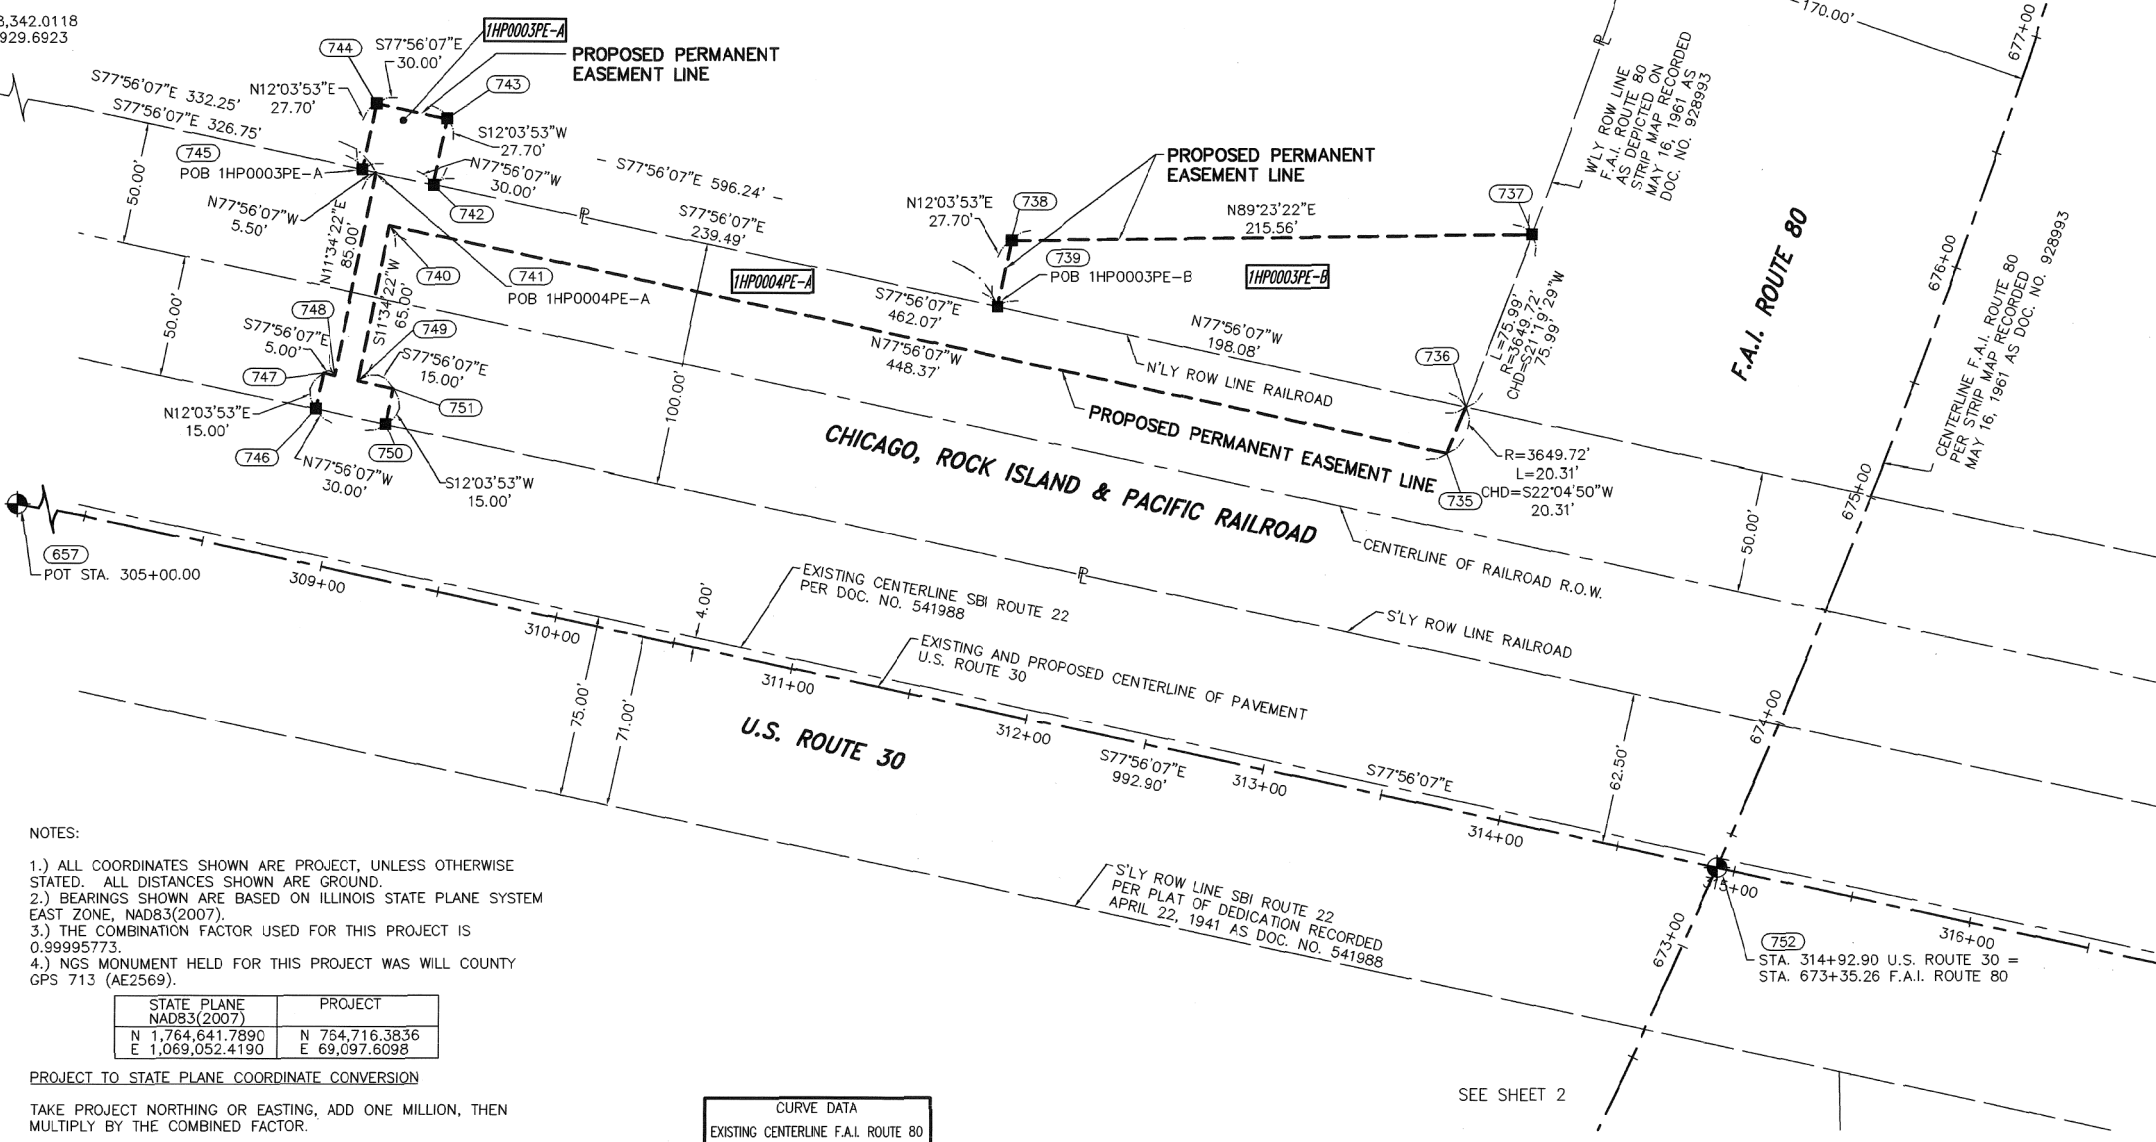 3,342.0118
929.6923
744
S77°56'07"E
30.00'
1HP0003PE-A
PROPOSED PERMANENT
EASEMENT LINE
743
S77°56'07"E 332.25'
S77°56'07"E 326.75'
N12°03'53"E
27.70'
S12°03'53"W
27.70'
745
POB 1HP0003PE-A
N77°56'07"W
30.00'
742
N77°56'07"W
5.50'
50.00'
50.00'
N11°34'22"E
85.00'
S11°34'22"W
65.00'
S77°56'07"E 596.24'
PL
S77°56'07"E
239.49'
740
741
POB 1HP0004PE-A
1HP0004PE-A
748
S77°56'07"E
5.00'
749
S77°56'07"E
15.00'
747
751
N12°03'53"E
15.00'
746
750
N77°56'07"W
30.00'
S12°03'53"W
15.00'
100.00'
PROPOSED PERMANENT
EASEMENT LINE
N12°03'53"E
27.70'
738
N89°23'22"E
215.56'
737
739
POB 1HP0003PE-B
1HP0003PE-B
S77°56'07"E
462.07'
N77°56'07"W
448.37'
N77°56'07"W
198.08'
N'LY ROW LINE RAILROAD
736
L=75.99'
R=3649.72'
CHD=S21°19'29"W
75.99'
PL
W'LY ROW LINE
F.A.I. ROUTE 80
AS DEPICTED ON
STRIP MAP RECORDED
MAY 16, 1961 AS
DOC. NO. 928993
170.00'
677+00
F.A.I. ROUTE 80
676+00
CENTERLINE F.A.I. ROUTE 80
PER STRIP MAP RECORDED
MAY 16, 1961 AS DOC. NO. 928993
675+00
PROPOSED PERMANENT EASEMENT LINE
735
R=3649.72'
L=20.31'
CHD=S22°04'50"W
20.31'
CHICAGO, ROCK ISLAND & PACIFIC RAILROAD
CENTERLINE OF RAILROAD R.O.W.
50.00'
657
POT STA. 305+00.00
309+00
310+00
4.00'
EXISTING CENTERLINE SBI ROUTE 22
PER DOC. NO. 541988
PL
S'LY ROW LINE RAILROAD
EXISTING AND PROPOSED CENTERLINE OF PAVEMENT
U.S. ROUTE 30
75.00'
71.00'
311+00
U.S. ROUTE 30
312+00
S77°56'07"E
992.90'
313+00
S77°56'07"E
62.50'
674+00
314+00
315+00
673+00
752
STA. 314+92.90 U.S. ROUTE 30 =
STA. 673+35.26 F.A.I. ROUTE 80
316+00
S'LY ROW LINE SBI ROUTE 22
PER PLAT OF DEDICATION RECORDED
APRIL 22, 1941 AS DOC. NO. 541988
NOTES:
1.) ALL COORDINATES SHOWN ARE PROJECT, UNLESS OTHERWISE
STATED. ALL DISTANCES SHOWN ARE GROUND.
2.) BEARINGS SHOWN ARE BASED ON ILLINOIS STATE PLANE SYSTEM
EAST ZONE, NAD83(2007).
3.) THE COMBINATION FACTOR USED FOR THIS PROJECT IS
0.99995773.
4.) NGS MONUMENT HELD FOR THIS PROJECT WAS WILL COUNTY
GPS 713 (AE2569).
STATE PLANE
NAD83(2007)
PROJECT
N 1,764,641.7890
E 1,069,052.4190
N 764,716.3836
E 69,097.6098
PROJECT TO STATE PLANE COORDINATE CONVERSION
TAKE PROJECT NORTHING OR EASTING, ADD ONE MILLION, THEN
MULTIPLY BY THE COMBINED FACTOR.
CURVE DATA
EXISTING CENTERLINE F.A.I. ROUTE 80
SEE SHEET 2